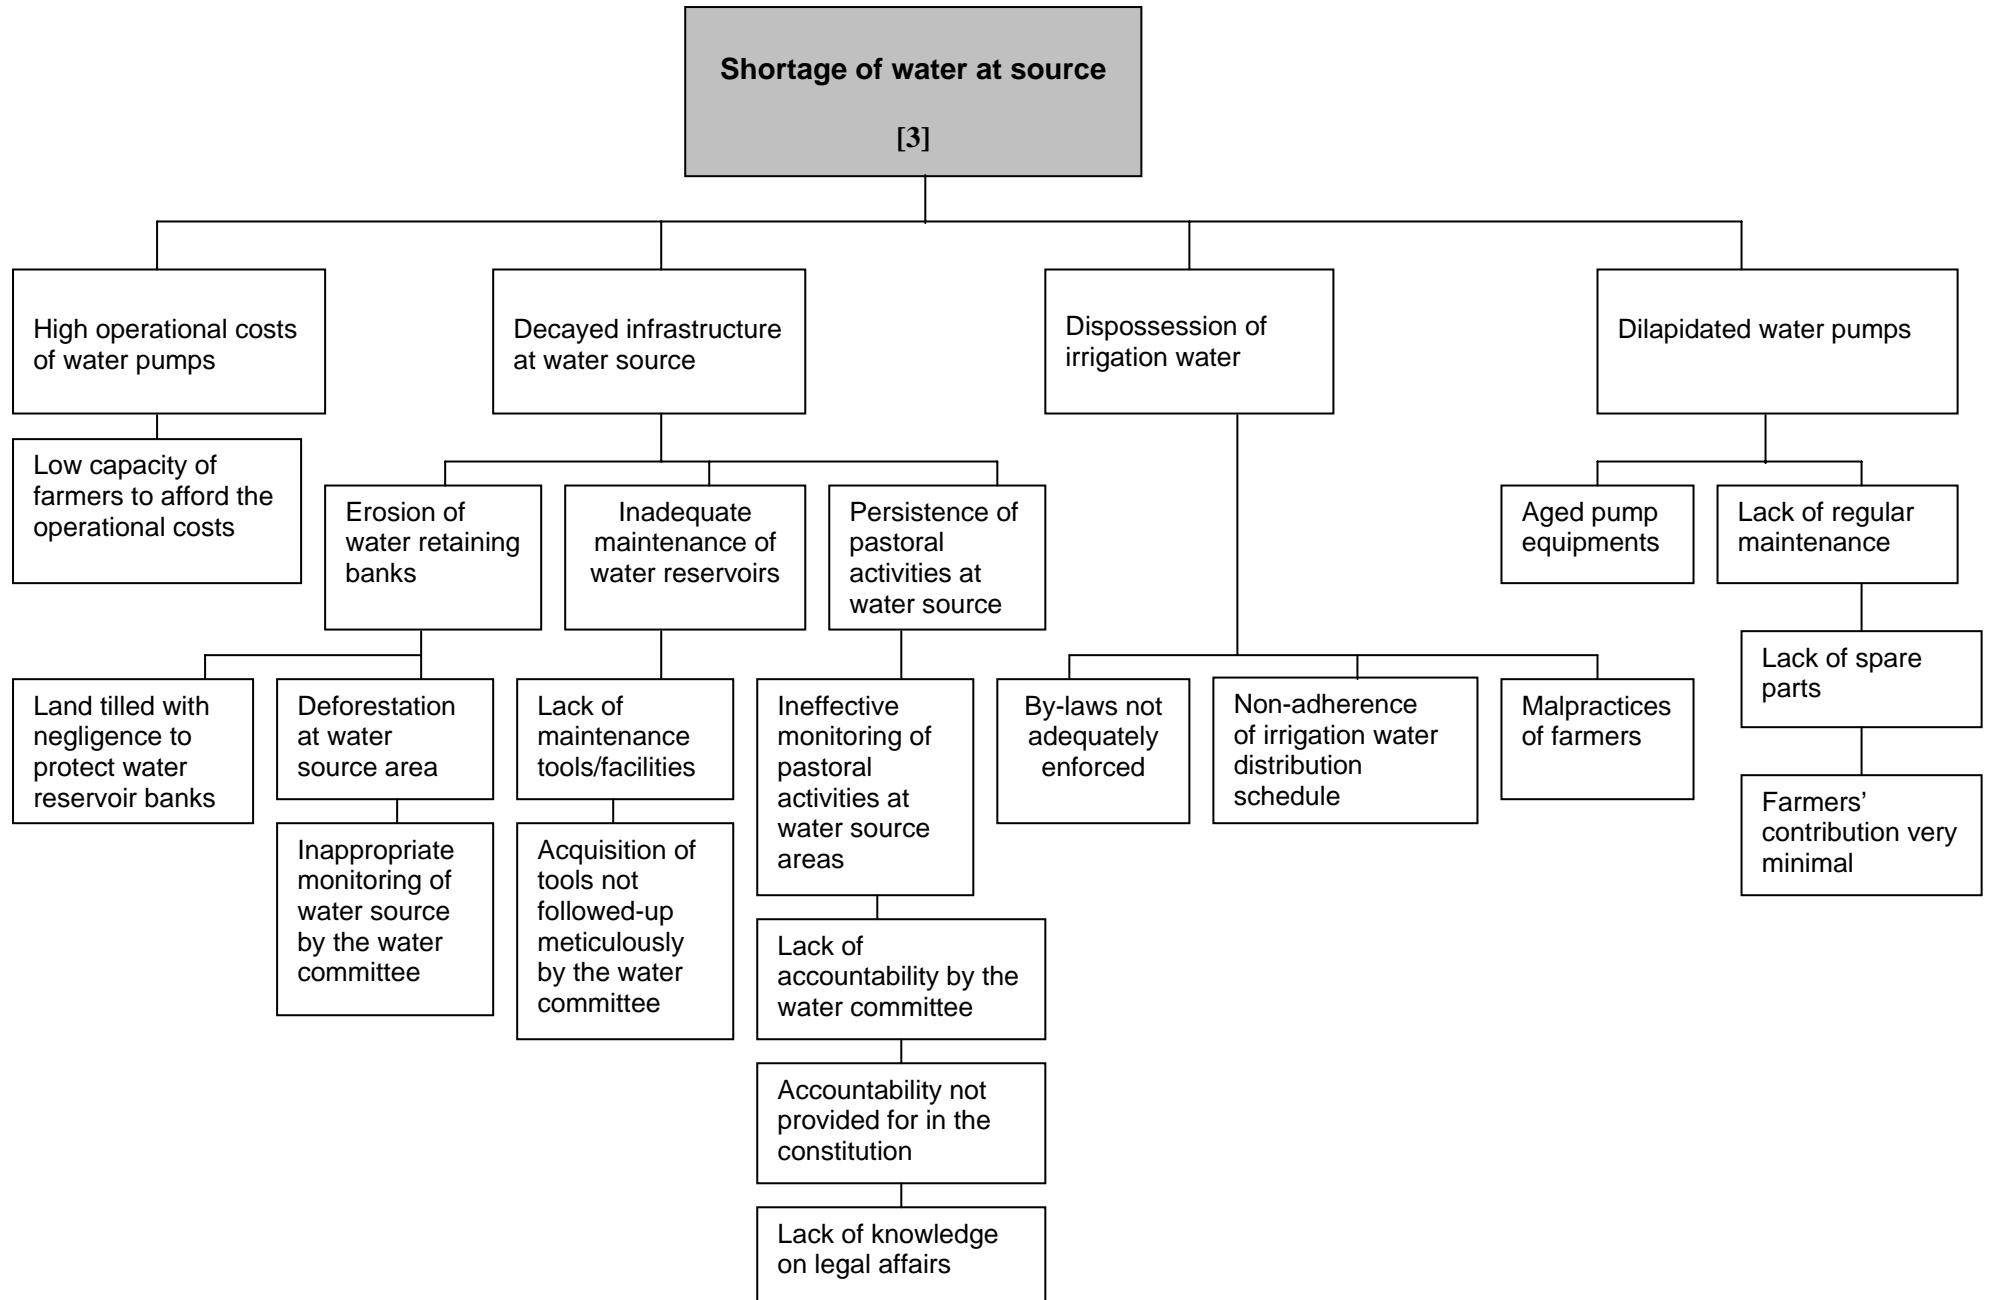 Shortage of water at source
[3]
High operational costs
of water pumps
Decayed infrastructure
at water source
Dispossession of
irrigation water
Dilapidated water pumps
Low capacity of
farmers to afford the
operational costs
Erosion of
water retaining
banks
Inadequate
maintenance of
water reservoirs
Persistence of
pastoral
activities at
water source
Aged pump
equipments
Lack of regular
maintenance
Land tilled with
negligence to
protect water
reservoir banks
Deforestation
at water
source area
Lack of
maintenance
tools/facilities
Ineffective
monitoring of
pastoral
activities at
water source
areas
By-laws not
adequately
enforced
Non-adherence
of irrigation water
distribution
schedule
Malpractices
of farmers
Lack of spare
parts
Inappropriate
monitoring of
water source
by the water
committee
Acquisition of
tools not
followed-up
meticulously
by the water
committee
Farmers’
contribution very
minimal
Lack of
accountability by the
water committee
Accountability not
provided for in the
constitution
Lack of knowledge
on legal affairs